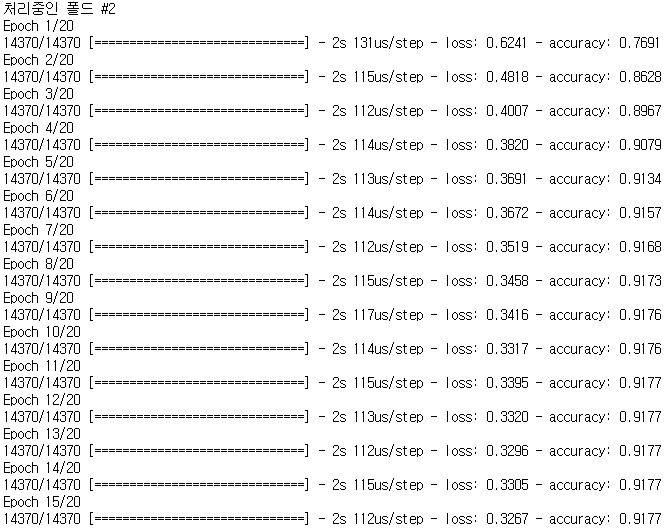 처리중인 폴드 #2
Epoch 1/20
14370/14370 [==============================] - 2s 131us/step - loss: 0.6241 - accuracy: 0.7691
Epoch 2/20
14370/14370 [==============================] - 2s 115us/step - loss: 0.4818 - accuracy: 0.8628
Epoch 3/20
14370/14370 [==============================] - 2s 112us/step - loss: 0.4007 - accuracy: 0.8967
Epoch 4/20
14370/14370 [==============================] - 2s 114us/step - loss: 0.3820 - accuracy: 0.9079
Epoch 5/20
14370/14370 [==============================] - 2s 113us/step - loss: 0.3691 - accuracy: 0.9134
Epoch 6/20
14370/14370 [==============================] - 2s 114us/step - loss: 0.3672 - accuracy: 0.9157
Epoch 7/20
14370/14370 [==============================] - 2s 112us/step - loss: 0.3519 - accuracy: 0.9168
Epoch 8/20
14370/14370 [==============================] - 2s 115us/step - loss: 0.3458 - accuracy: 0.9173
Epoch 9/20
14370/14370 [==============================] - 2s 117us/step - loss: 0.3416 - accuracy: 0.9176
Epoch 10/20
14370/14370 [==============================] - 2s 114us/step - loss: 0.3317 - accuracy: 0.9176
Epoch 11/20
14370/14370 [==============================] - 2s 115us/step - loss: 0.3395 - accuracy: 0.9177
Epoch 12/20
14370/14370 [==============================] - 2s 113us/step - loss: 0.3320 - accuracy: 0.9177
Epoch 13/20
14370/14370 [==============================] - 2s 112us/step - loss: 0.3296 - accuracy: 0.9177
Epoch 14/20
14370/14370 [==============================] - 2s 115us/step - loss: 0.3305 - accuracy: 0.9177
Epoch 15/20
14370/14370 [==============================] - 2s 112us/step - loss: 0.3267 - accuracy: 0.9177